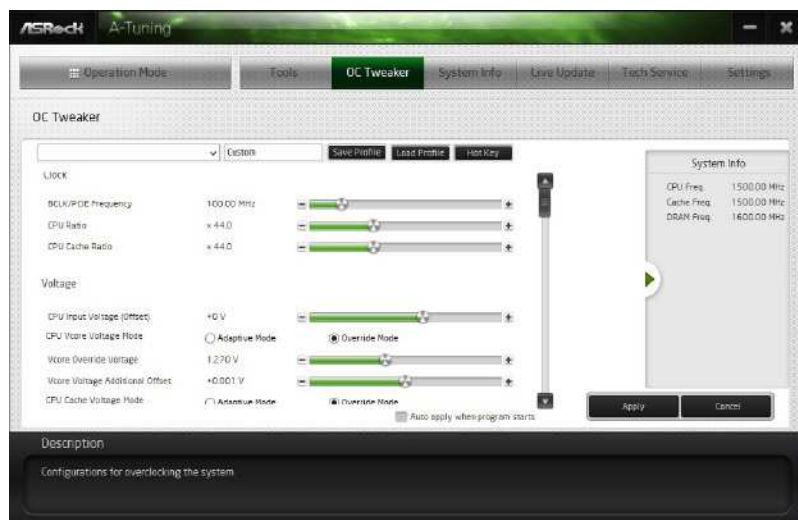 ASRock A-Tuning
Operation Mode Tools OC Tweaker System Info Live Update Tech Service Settings
OC Tweaker
Custom Save Profile Load Profile Hot Key
Clock
BCLK/PCIE Frequency 100.00 MHz
CPU Ratio x 44.0
CPU Cache Ratio x 44.0
Voltage
CPU Input Voltage (Offset) +0 V
CPU Vcore Voltage Mode Adaptive Mode Override Mode
Vcore Override Voltage 1.270 V
Vcore Voltage Additional Offset +0.001 V
CPU Cache Voltage Mode Adaptive Mode Override Mode
Auto apply when program starts
System Info
CPU Freq. 1500.00 MHz
Cache Freq. 1500.00 MHz
DRAM Freq. 1600.00 MHz
Apply Cancel
Description
Configurations for overclocking the system.